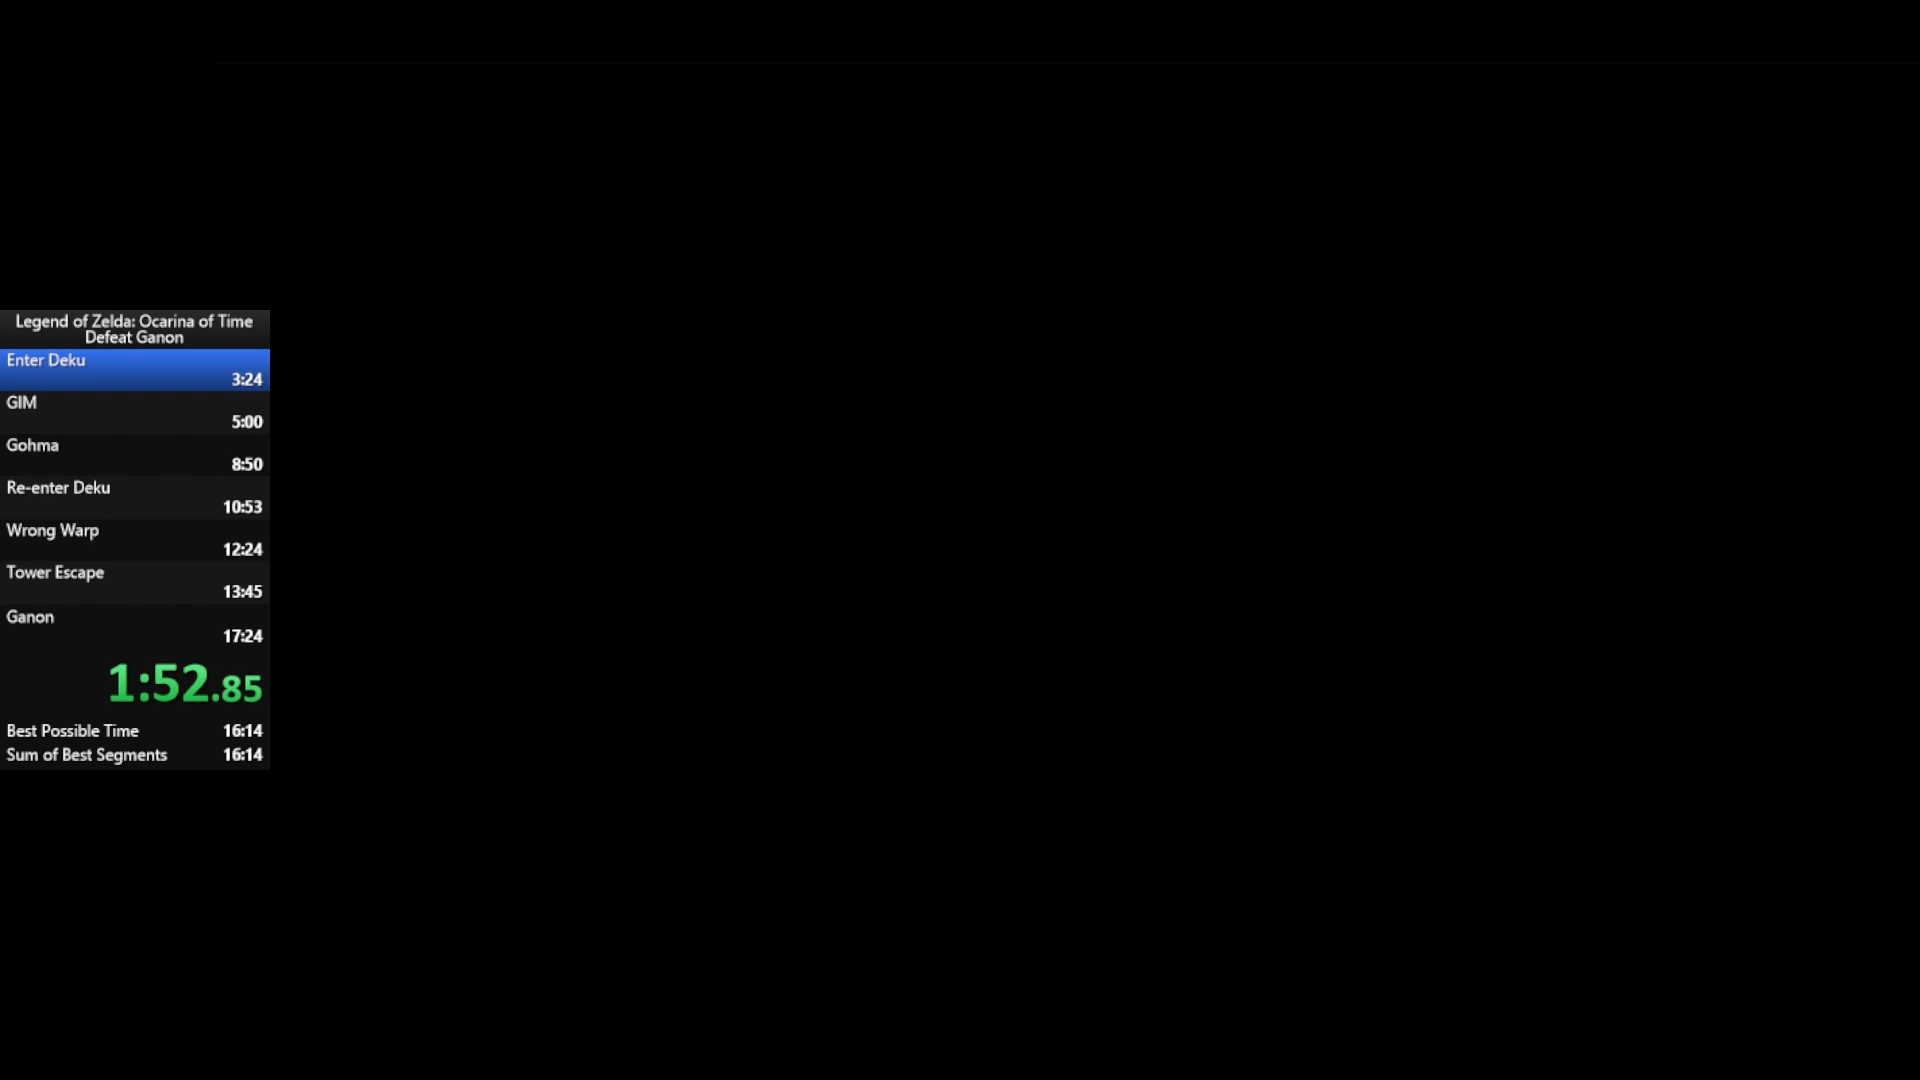 Legend of Zelda: Ocarina of Time
Defeat Ganon
Enter Deku
3:24
GIM
5:00
Gohma
8:50
Re-enter Deku
10:53
Wrong Warp
12:24
Tower Escape
13:45
Ganon
17:24
1:52.85
Best Possible Time 16:14
Sum of Best Segments 16:14